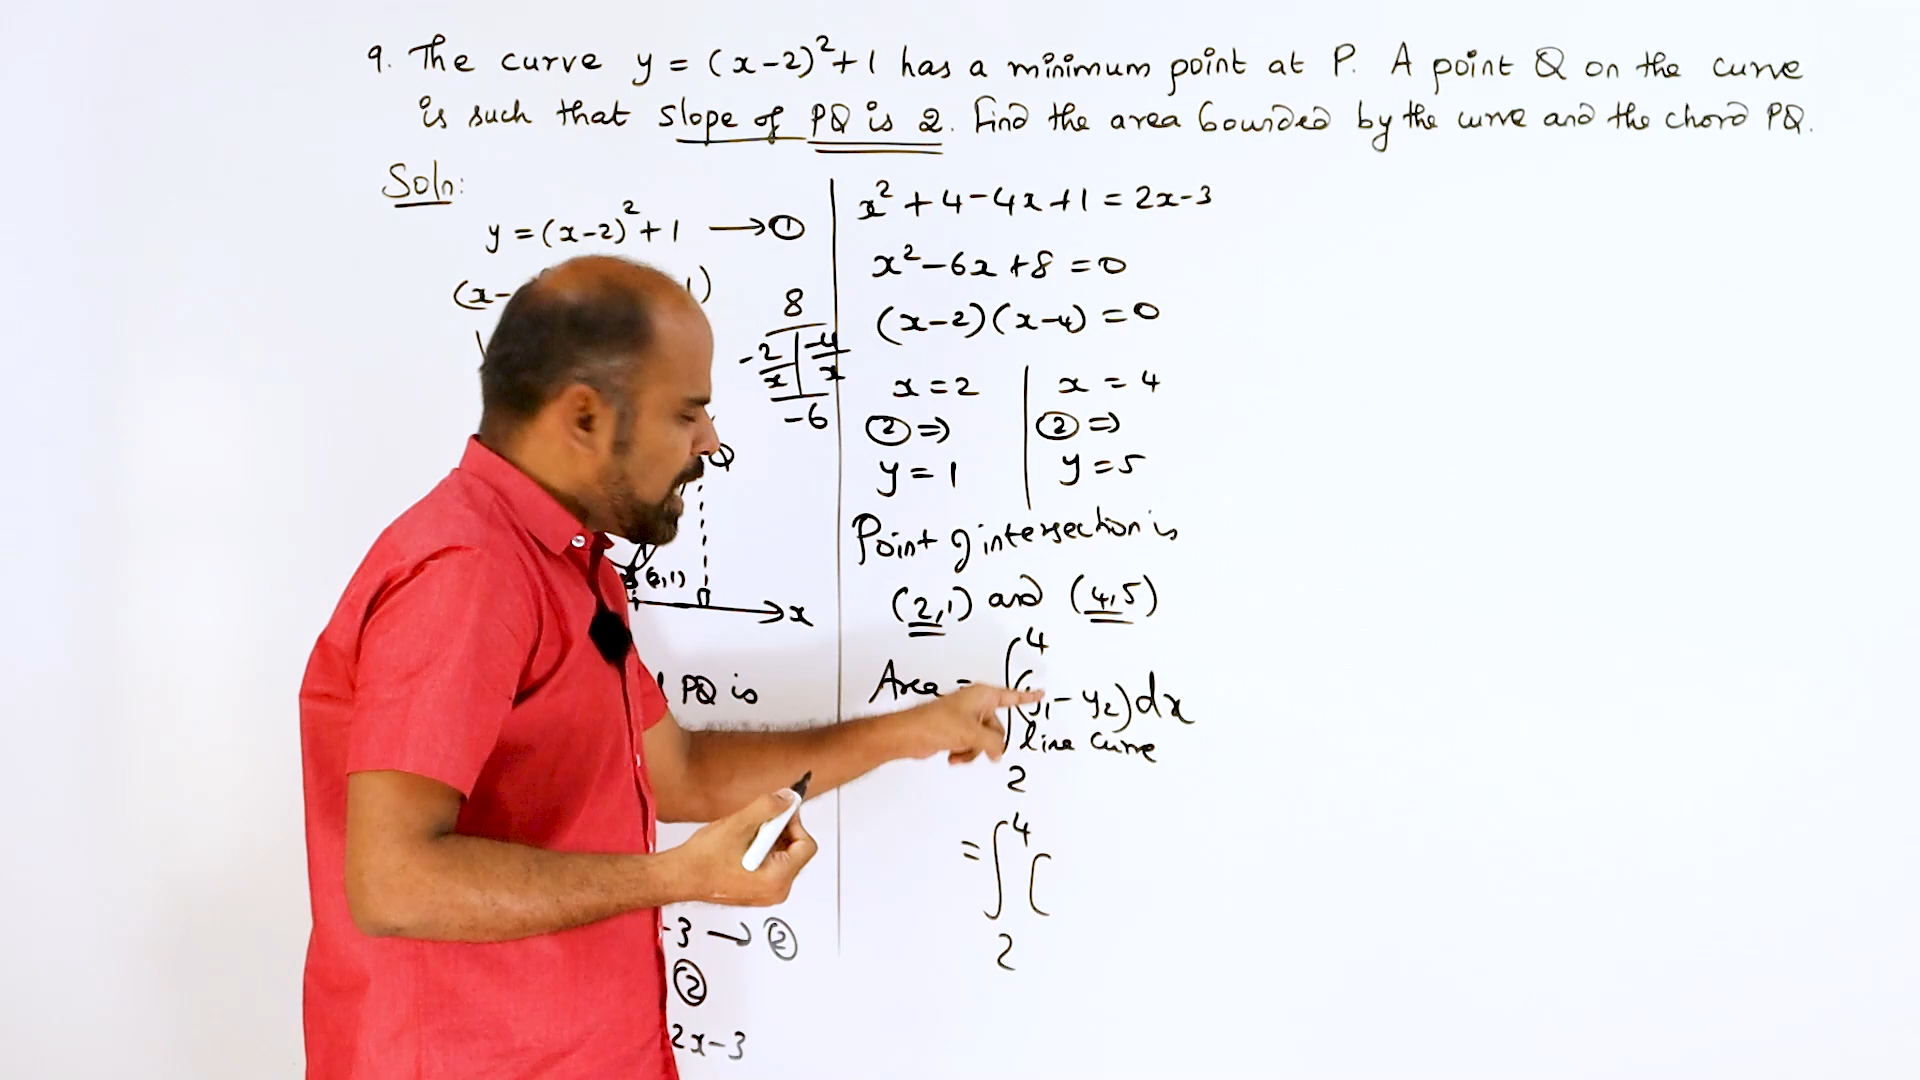 9. The curve y = (x-2)²+1 has a minimum point at P. A point Q on the curve
is such that slope of PQ is 2. Find the area bounded by the curve and the chord PQ.
Soln:
y = (x-2)²+1 → ①
(x-
1)
8
-2 | -4
x | x
-6
Q
(2,1)
x
PQ is
-3 → ②
②
2x-3
x²+4-4x+1 = 2x-3
x²-6x+8 = 0
(x-2)(x-4) = 0
x = 2 | x = 4
② ⇒ | ② ⇒
y = 1 | y = 5
Point of intersection is
(2,1) and (4,5)
Area = ∫₂⁴ (y₁ - y₂) dx
line curve
= ∫₂⁴ (